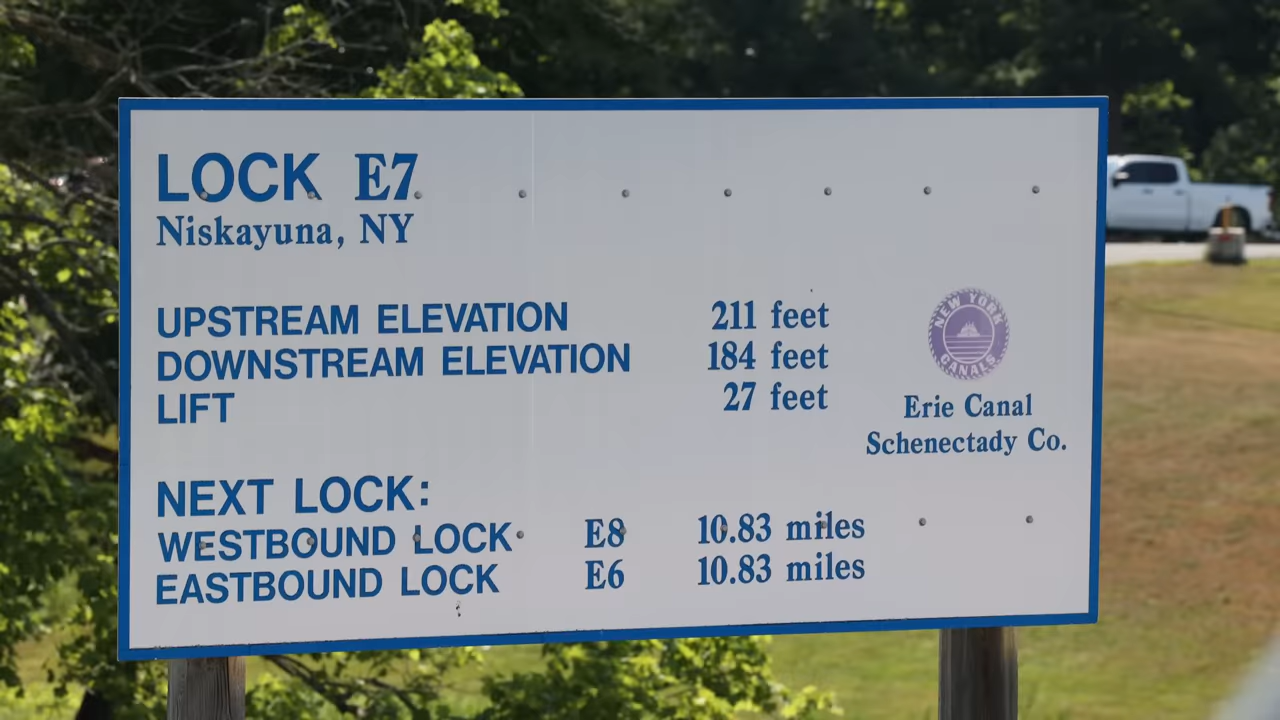 LOCK E7
Niskayuna, NY
UPSTREAM ELEVATION 211 feet
DOWNSTREAM ELEVATION 184 feet
LIFT 27 feet
NEW YORK
CANALS
Erie Canal
Schenectady Co.
NEXT LOCK:
WESTBOUND LOCK E8 10.83 miles
EASTBOUND LOCK E6 10.83 miles